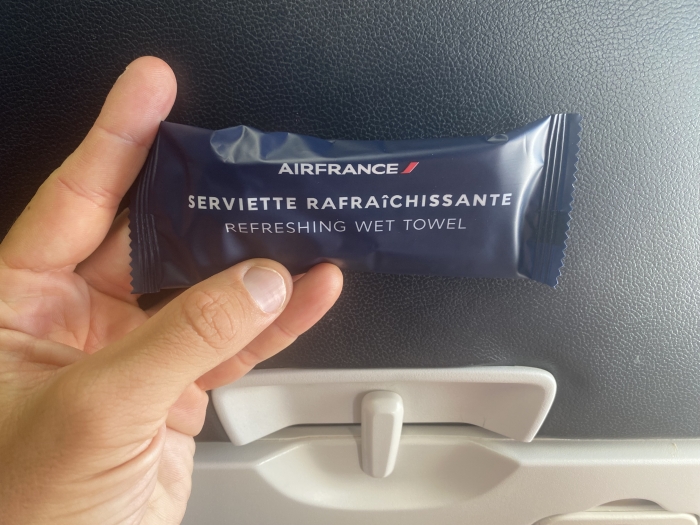 AIRFRANCE
SERVIETTE RAFRAîCHISSANTE
REFRESHING WET TOWEL